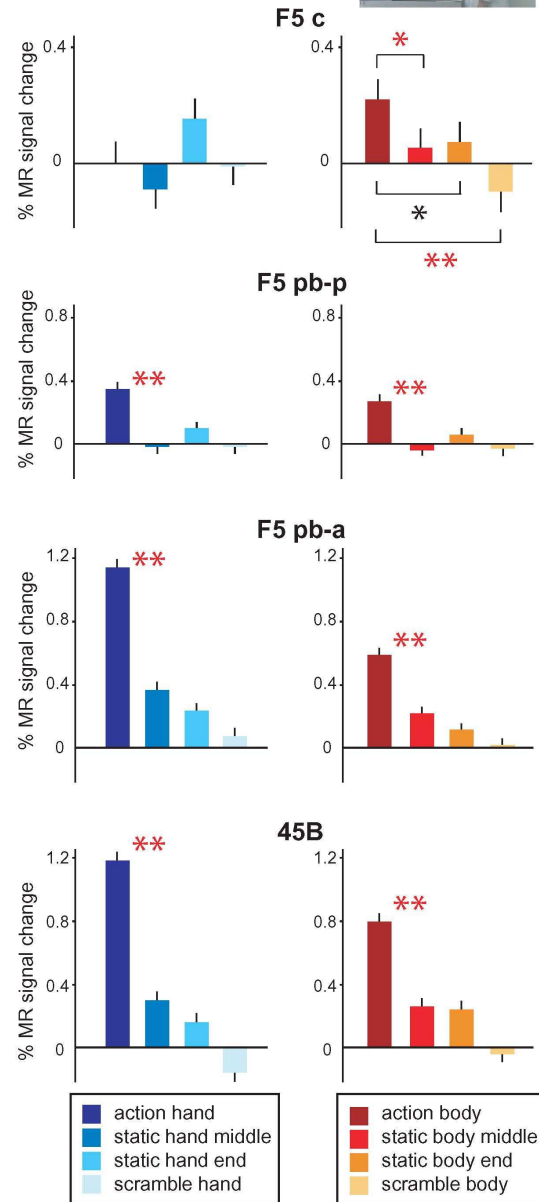 F5 c
% MR signal change
0.4
0
0.4
0
*
*
**
F5 pb-p
% MR signal change
0.8
0.4
0
**
0.8
0.4
0
**
F5 pb-a
% MR signal change
1.2
0.8
0.4
0
**
1.2
0.8
0.4
0
**
45B
% MR signal change
1.2
0.8
0.4
0
**
1.2
0.8
0.4
0
**
action hand
static hand middle
static hand end
scramble hand
action body
static body middle
static body end
scramble body